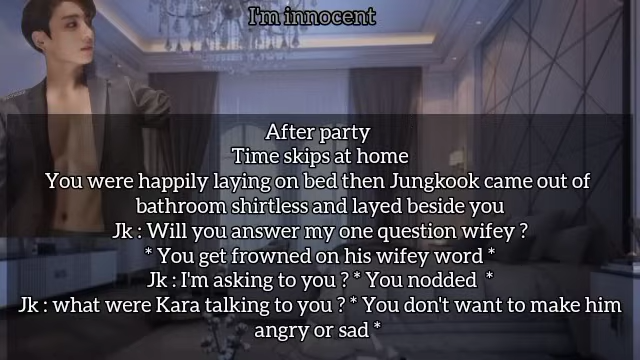 I'm innocent
After party
Time skips at home
You were happily laying on bed then Jungkook came out of
bathroom shirtless and layed beside you
Jk : Will you answer my one question wifey ?
* You get frowned on his wifey word *
Jk : I'm asking to you ? * You nodded  *
Jk : what were Kara talking to you ? * You don't want to make him
angry or sad *